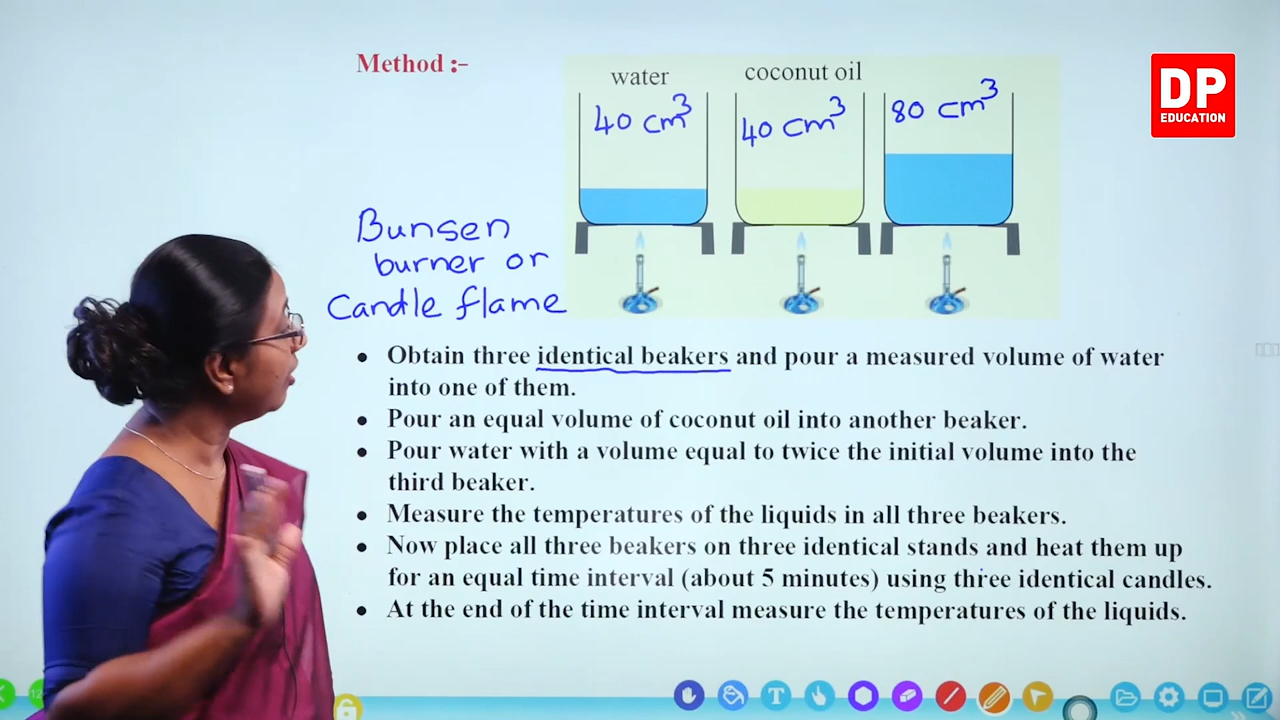 Method :-
water
coconut oil
40 cm³
40 cm³
80 cm³
DP
EDUCATION
Bunsen
burner or
Candle flame
• Obtain three identical beakers and pour a measured volume of water
into one of them.
• Pour an equal volume of coconut oil into another beaker.
• Pour water with a volume equal to twice the initial volume into the
third beaker.
• Measure the temperatures of the liquids in all three beakers.
• Now place all three beakers on three identical stands and heat them up
for an equal time interval (about 5 minutes) using three identical candles.
• At the end of the time interval measure the temperatures of the liquids.
12
T